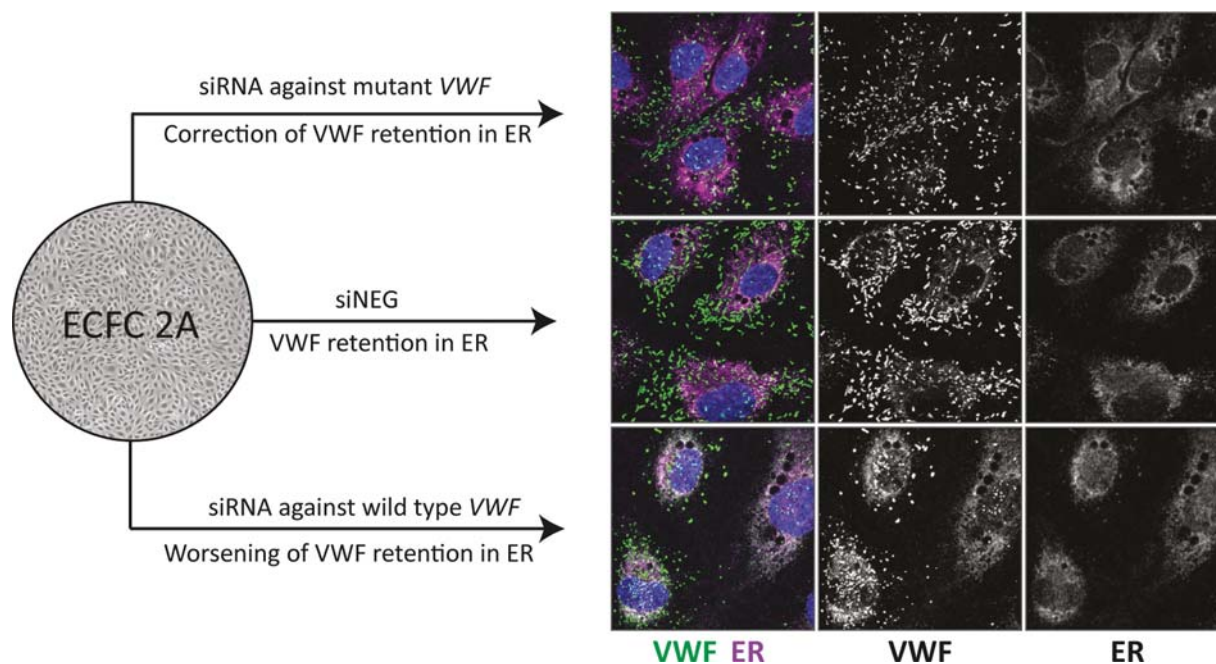 siRNA against mutant VWF
Correction of VWF retention in ER
ECFC 2A
siNEG
VWF retention in ER
siRNA against wild type VWF
Worsening of VWF retention in ER
VWF ER
VWF
ER